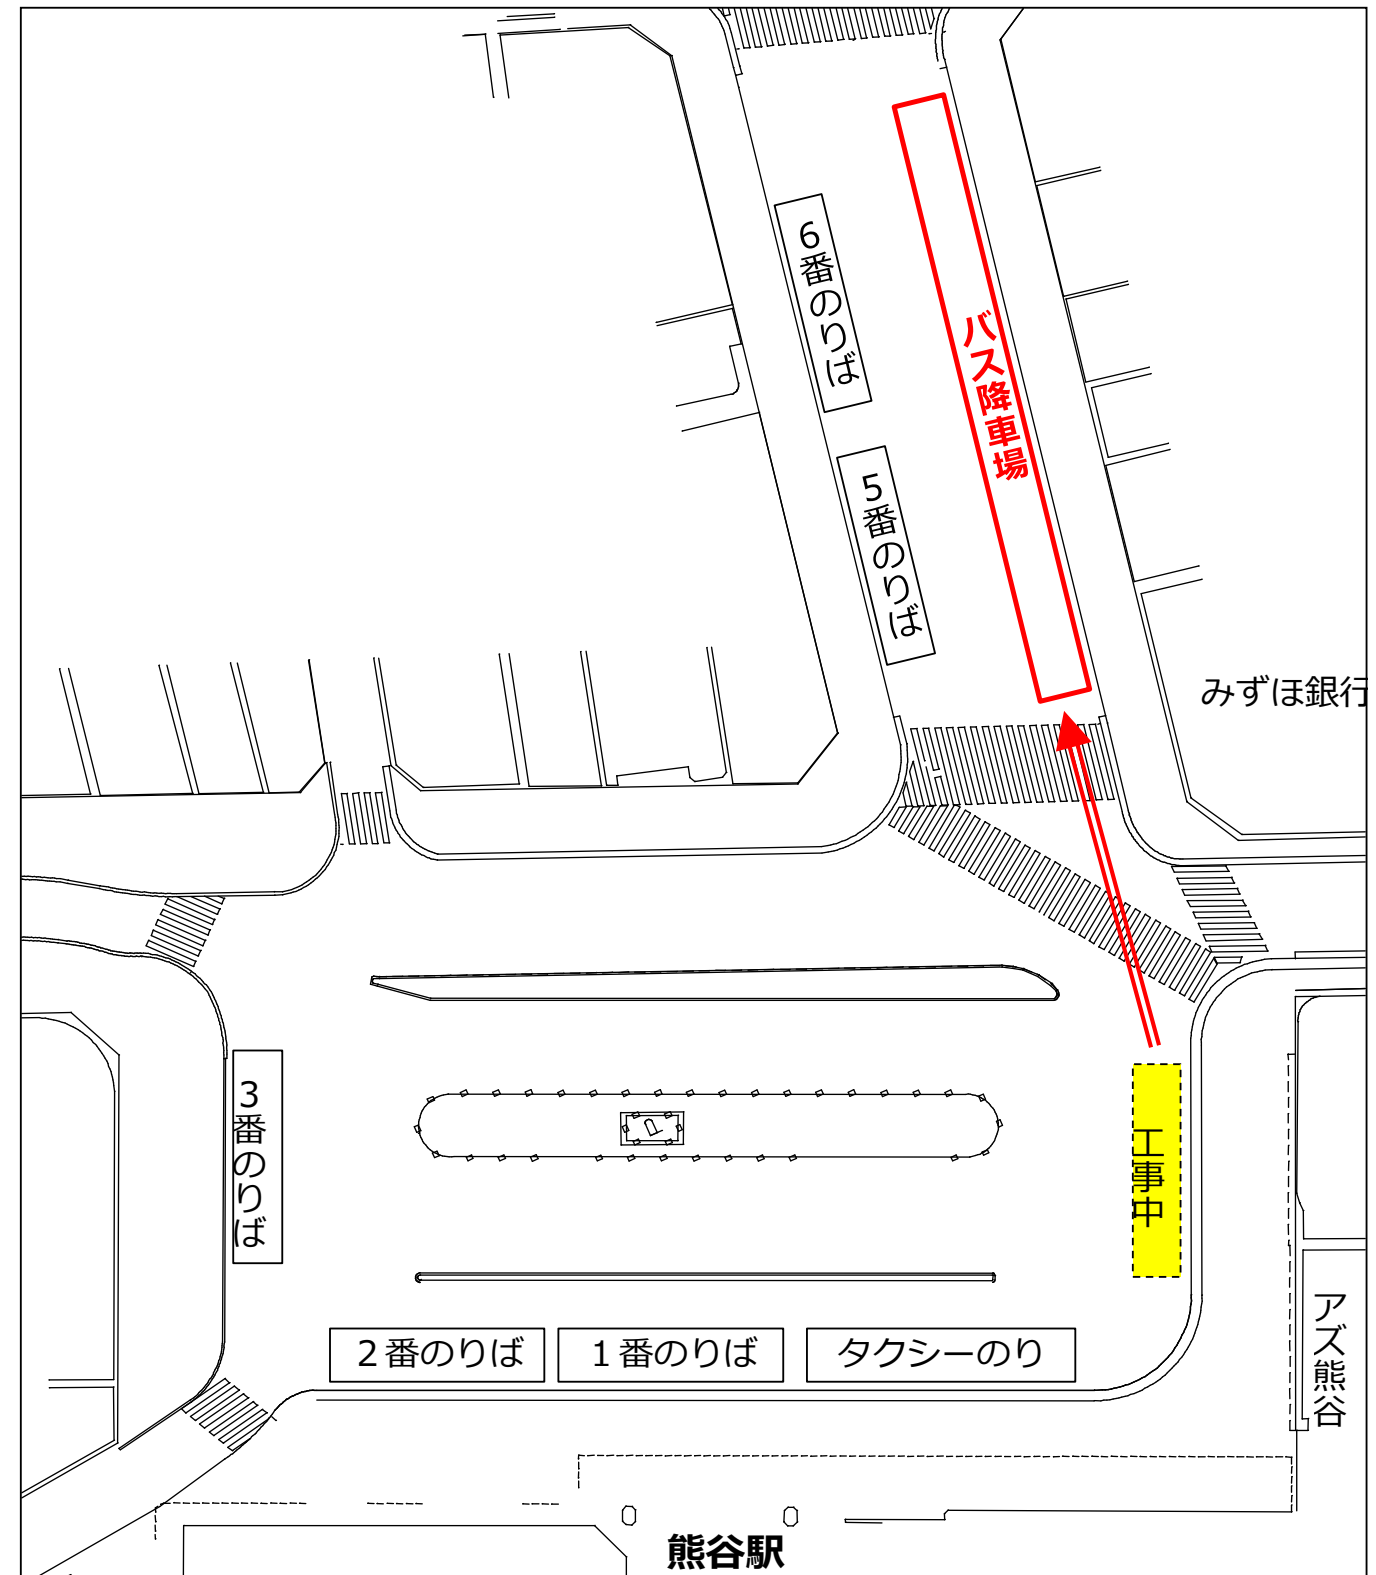 6番のりば
バス降車場
5番のりば
みずほ銀行
3番のりば
P
工事中
アズ熊谷
2番のりば
1番のりば
タクシーのり
熊谷駅